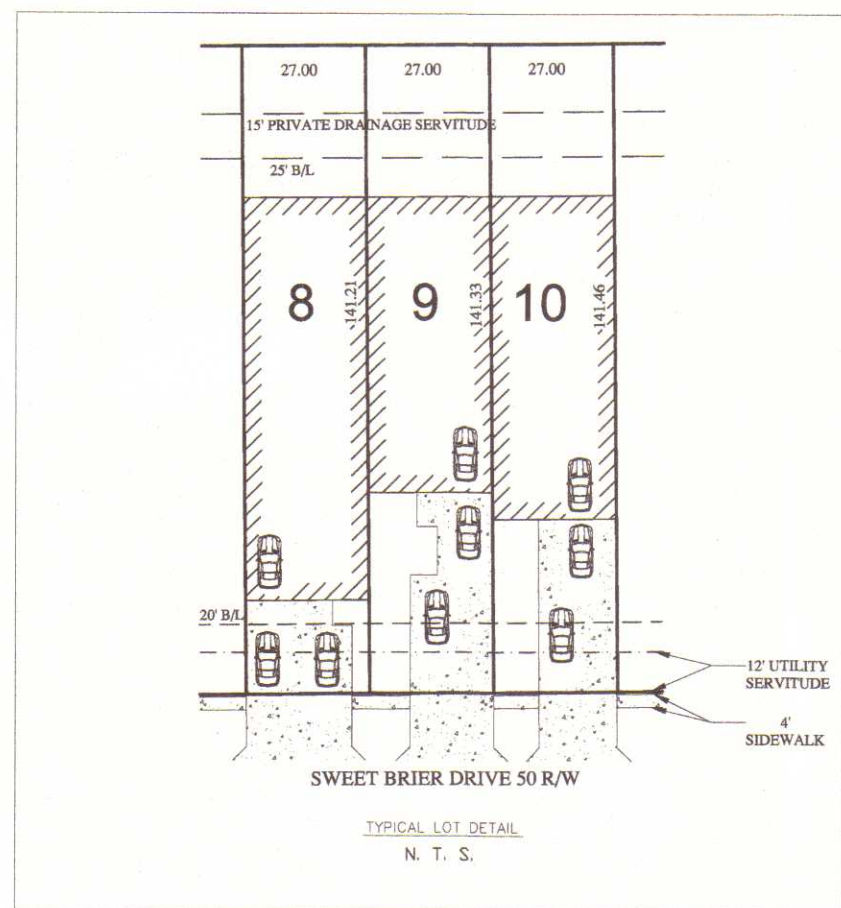 27.00 27.00 27.00
15' PRIVATE DRAINAGE SERVITUDE
25' B/L
8 141.21 9 141.33 10 141.46
20' B/L
12' UTILITY
SERVITUDE
4'
SIDEWALK
SWEET BRIER DRIVE 50 R/W
TYPICAL LOT DETAIL
N. T. S.